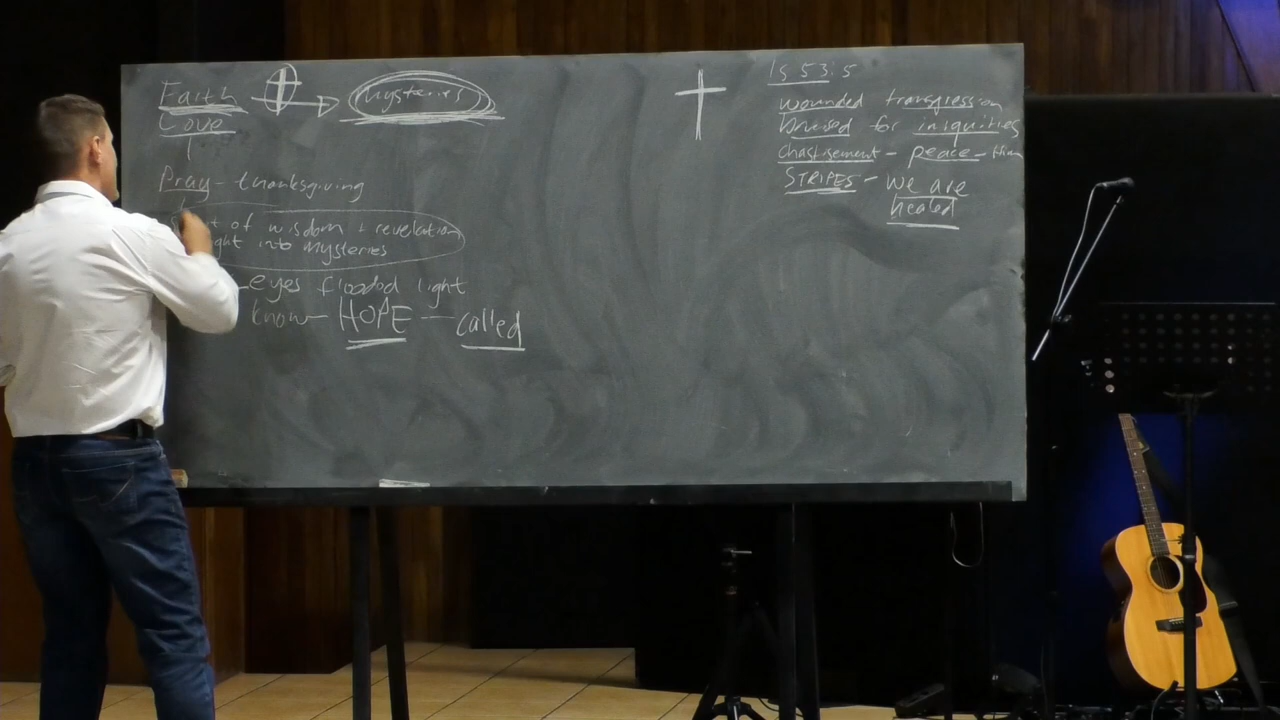 Faith mysteries
Love
Pray - thanksgiving
of wisdom + revelation
into mysteries
eyes flooded light
know - HOPE - called
Is 53:5
wounded transgression
bruised for iniquities
chastisement - peace - Him
STRIPES - we are
healed